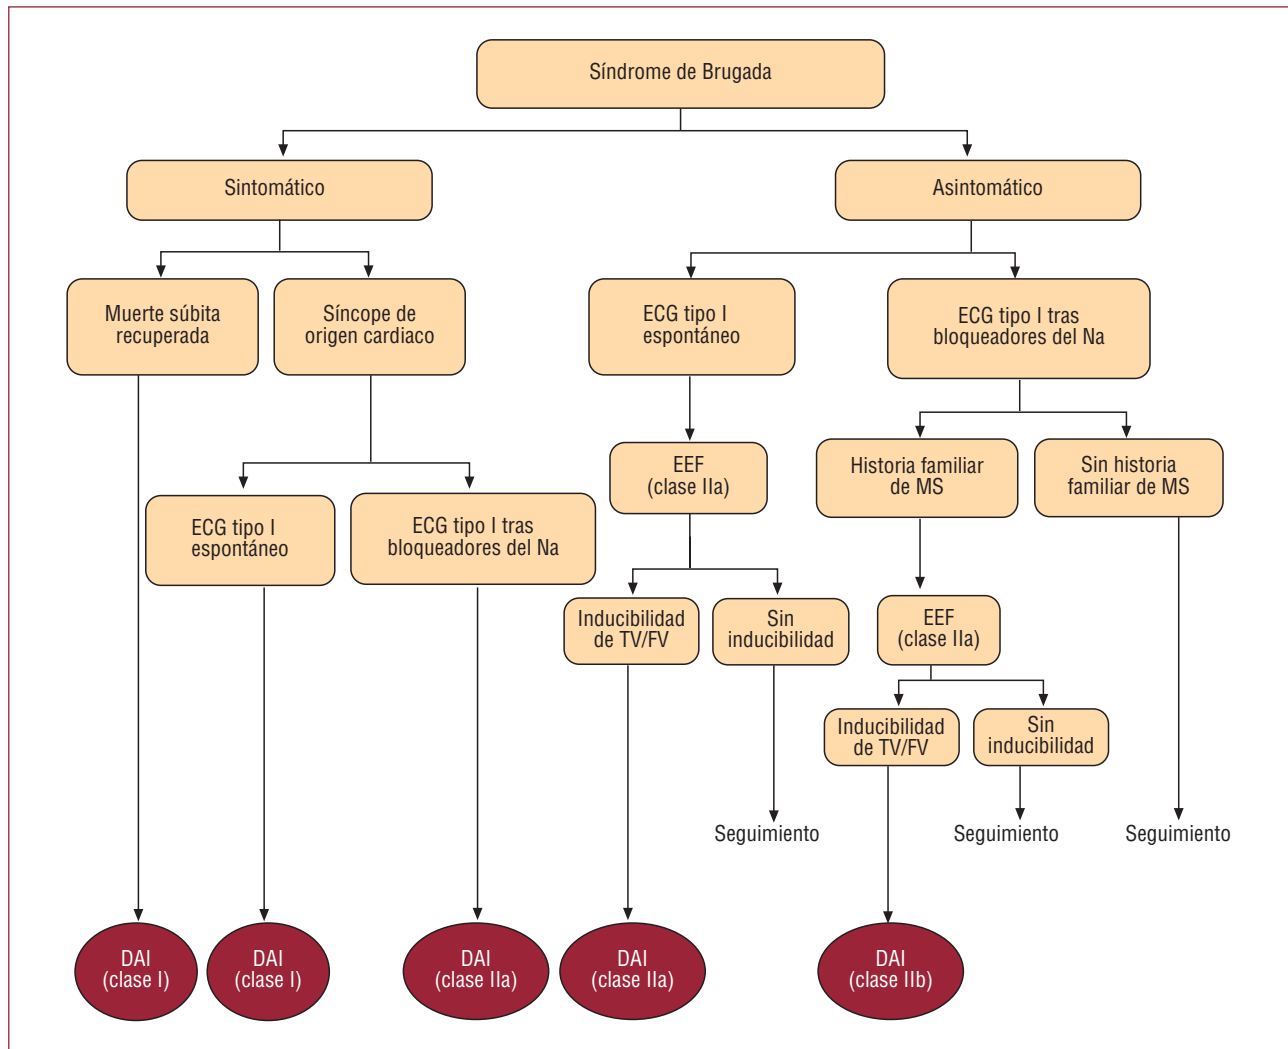 Síndrome de Brugada
Sintomático
Asintomático
Muerte súbita
recuperada
Síncope de
origen cardiaco
ECG tipo I
espontáneo
ECG tipo I tras
bloqueadores del Na
EEF
(clase IIa)
Historia familiar
de MS
Sin historia
familiar de MS
ECG tipo I
espontáneo
ECG tipo I tras
bloqueadores del Na
Inducibilidad
de TV/FV
Sin
inducibilidad
EEF
(clase IIa)
Inducibilidad
de TV/FV
Sin
inducibilidad
Seguimiento
Seguimiento
Seguimiento
DAI
(clase I)
DAI
(clase I)
DAI
(clase IIa)
DAI
(clase IIa)
DAI
(clase IIb)